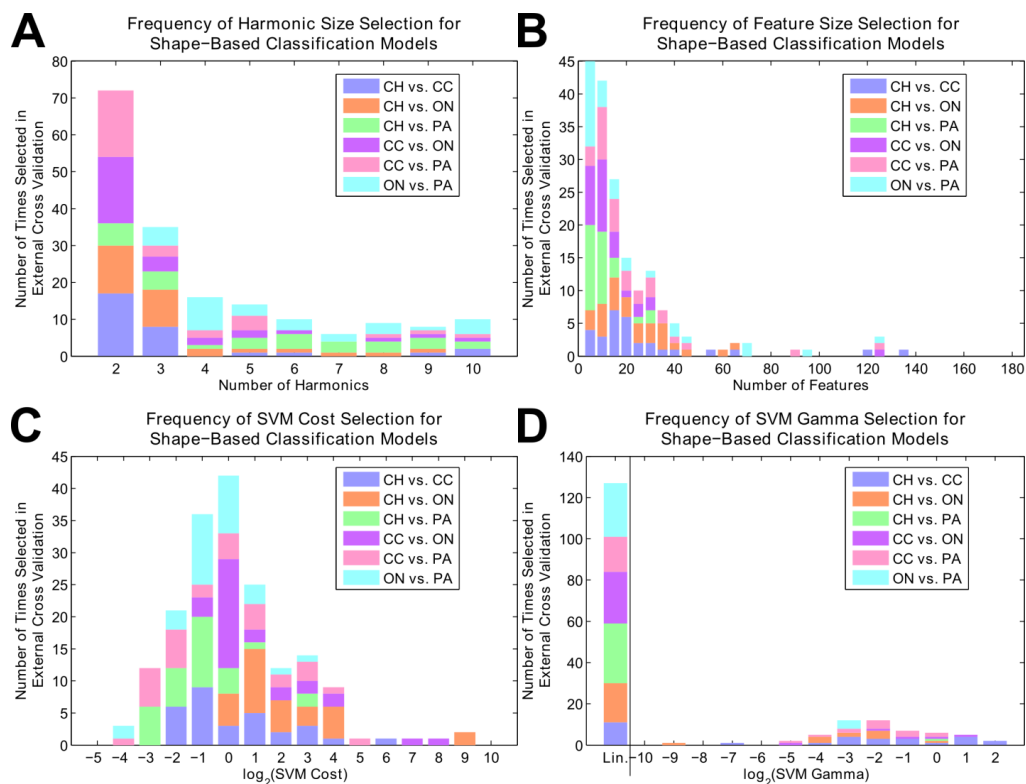 A
Frequency of Harmonic Size Selection for
Shape-Based Classification Models
Number of Times Selected in
External Cross Validation
80
70
60
50
40
30
20
10
0
CH vs. CC
CH vs. ON
CH vs. PA
CC vs. ON
CC vs. PA
ON vs. PA
2 3 4 5 6 7 8 9 10
Number of Harmonics
B
Frequency of Feature Size Selection for
Shape-Based Classification Models
Number of Times Selected in
External Cross Validation
45
40
35
30
25
20
15
10
5
0
CH vs. CC
CH vs. ON
CH vs. PA
CC vs. ON
CC vs. PA
ON vs. PA
0 20 40 60 80 100 120 140 160 180
Number of Features
C
Frequency of SVM Cost Selection for
Shape-Based Classification Models
Number of Times Selected in
External Cross Validation
45
40
35
30
25
20
15
10
5
0
CH vs. CC
CH vs. ON
CH vs. PA
CC vs. ON
CC vs. PA
ON vs. PA
−5 −4 −3 −2 −1 0 1 2 3 4 5 6 7 8 9 10
log2(SVM Cost)
D
Frequency of SVM Gamma Selection for
Shape-Based Classification Models
Number of Times Selected in
External Cross Validation
140
120
100
80
60
40
20
0
CH vs. CC
CH vs. ON
CH vs. PA
CC vs. ON
CC vs. PA
ON vs. PA
Lin. −10 −9 −8 −7 −6 −5 −4 −3 −2 −1 0 1 2
log2(SVM Gamma)